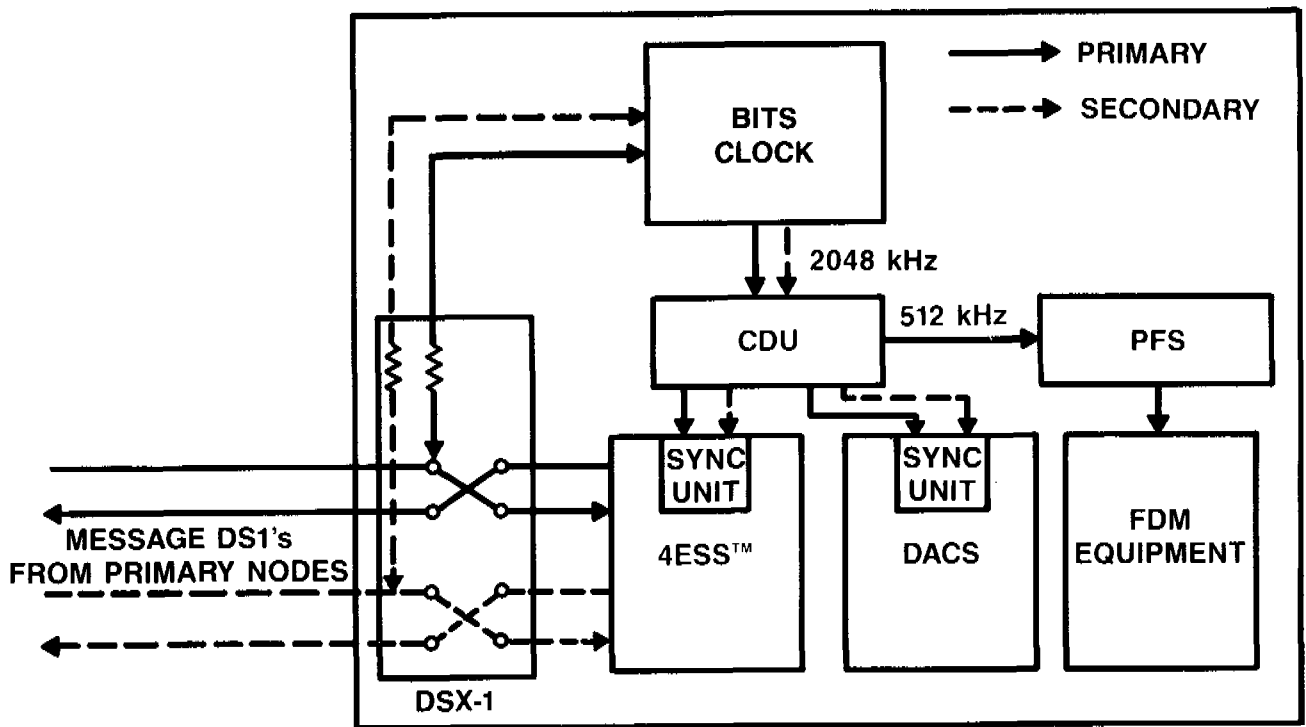 PRIMARY
SECONDARY
BITS
CLOCK
2048 kHz
CDU
512 kHz
PFS
SYNC
UNIT
4ESS™
SYNC
UNIT
DACS
FDM
EQUIPMENT
MESSAGE DS1's
FROM PRIMARY NODES
DSX-1